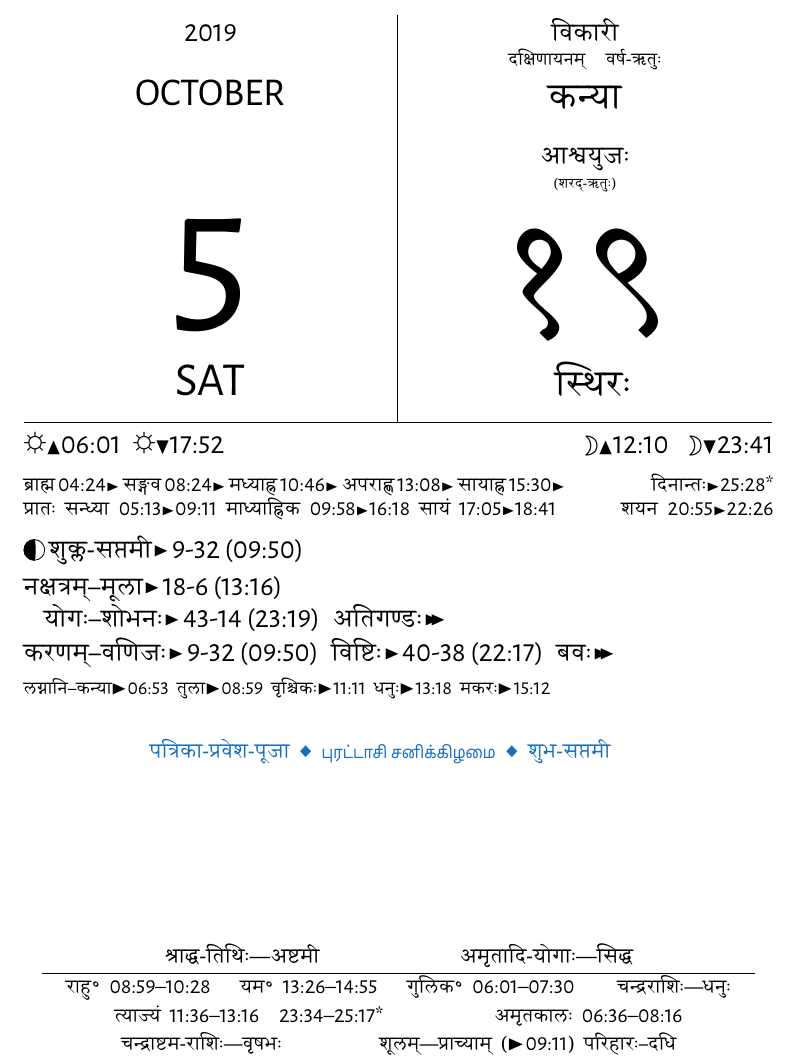 2019
OCTOBER
5
SAT
विकारी
दक्षिणायनम् वर्ष-ऋतुः
कन्या
आश्वयुजः
(शरद्-ऋतुः)
१९
स्थिरः
☼▲06:01 ☼▼17:52 ☽▲12:10 ☽▼23:41
ब्राह्म 04:24► सङ्गव 08:24► मध्याह्न 10:46► अपराह्ण 13:08► सायाह्न 15:30► दिनान्तः►25:28*
प्रातः सन्ध्या 05:13►09:11 माध्याह्निक 09:58►16:18 सायं 17:05►18:41 शयन 20:55►22:26
🌓 शुक्ल-सप्तमी► 9-32 (09:50)
नक्षत्रम्–मूला► 18-6 (13:16)
योगः–शोभनः► 43-14 (23:19) अतिगण्डः►►
करणम्–वणिजः► 9-32 (09:50) विष्टिः► 40-38 (22:17) बवः►►
लग्नानि–कन्या►06:53 तुला►08:59 वृश्चिकः►11:11 धनुः►13:18 मकरः►15:12
पत्रिका-प्रवेश-पूजा ◆ புரட்டாசி சனிக்கிழமை ◆ शुभ-सप्तमी
श्राद्ध-तिथिः—अष्टमी अमृतादि-योगाः—सिद्ध
राहु॰ 08:59–10:28 यम॰ 13:26–14:55 गुलिक॰ 06:01–07:30 चन्द्रराशिः—धनुः
त्याज्यं 11:36–13:16 23:34–25:17* अमृतकालः 06:36–08:16
चन्द्राष्टम-राशिः—वृषभः शूलम्—प्राच्याम् (►09:11) परिहारः–दधि